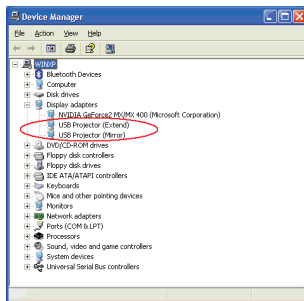 Device Manager
File Action View Help
WINXP
Bluetooth Devices
Computer
Disk drives
Display adapters
NVIDIA GeForce2 MX/MX 400 (Microsoft Corporation)
USB Projector (Extend)
USB Projector (Mirror)
DVD/CD-ROM drives
Floppy disk controllers
Floppy disk drives
IDE ATA/ATAPI controllers
Keyboards
Mice and other pointing devices
Monitors
Network adapters
Ports (COM & LPT)
Processors
Sound, video and game controllers
System devices
Universal Serial Bus controllers